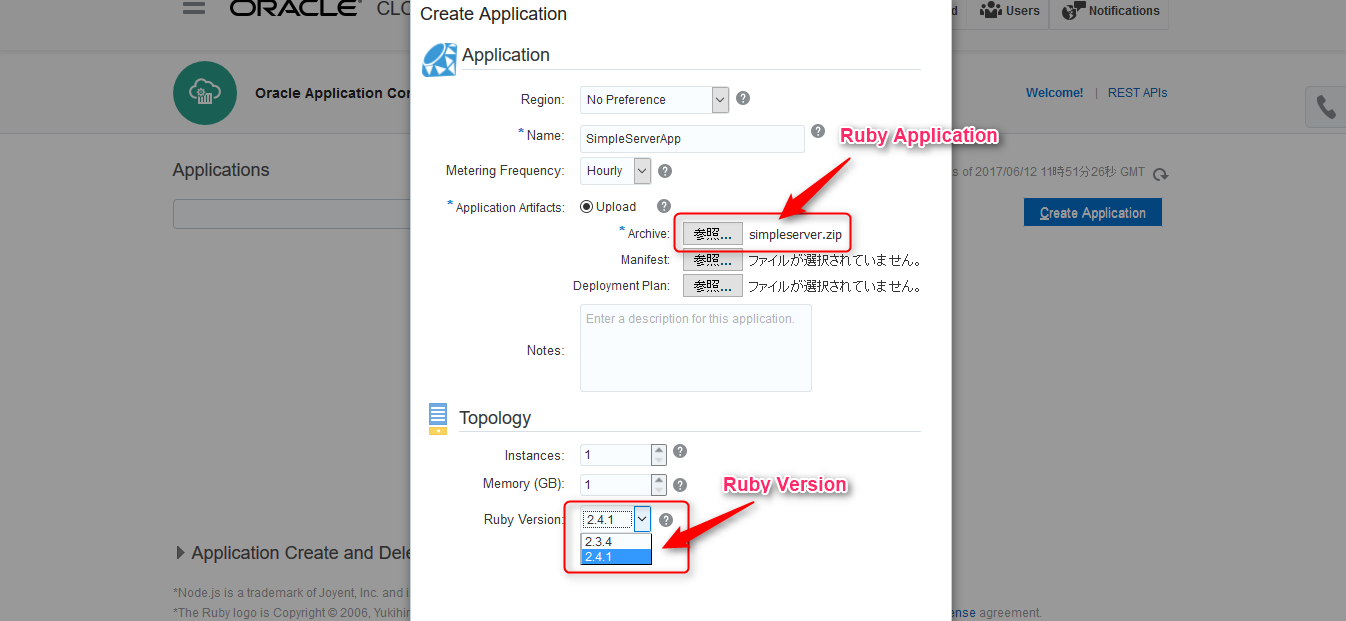 ORACLE CLO
Create Application
Users
Notifications
Application
Oracle Application Con
Welcome! | REST APIs
Region: No Preference
* Name: SimpleServerApp
Ruby Application
Applications
Metering Frequency: Hourly
s of 2017/06/12 11時51分26秒 GMT
* Application Artifacts: Upload
Create Application
* Archive: 参照... simpleserver.zip
Manifest: 参照... ファイルが選択されていません。
Deployment Plan: 参照... ファイルが選択されていません。
Enter a description for this application.
Notes:
Topology
Instances: 1
Memory (GB): 1
Ruby Version
Ruby Version: 2.4.1
2.3.4
2.4.1
Application Create and Dele
*Node.js is a trademark of Joyent, Inc. and i
*The Ruby logo is Copyright © 2006, Yukihir
ense agreement.